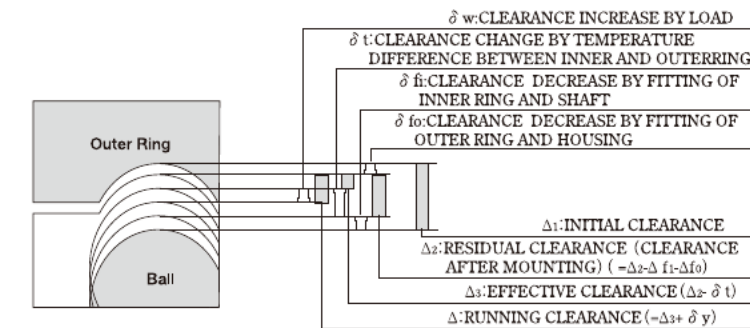 δ w:CLEARANCE INCREASE BY LOAD
δ t:CLEARANCE CHANGE BY TEMPERATURE
DIFFERENCE BETWEEN INNER AND OUTERRING
δ fi:CLEARANCE DECREASE BY FITTING OF
INNER RING AND SHAFT
δ fo:CLEARANCE DECREASE BY FITTING OF
OUTER RING AND HOUSING
Outer Ring
Ball
Δ1:INITIAL CLEARANCE
Δ2:RESIDUAL CLEARANCE (CLEARANCE
AFTER MOUNTING) ( =Δ2-Δ f1-Δfo)
Δ3:EFFECTIVE CLEARANCE (Δ2- δ t)
Δ:RUNNING CLEARANCE (=Δ3+ δ y)